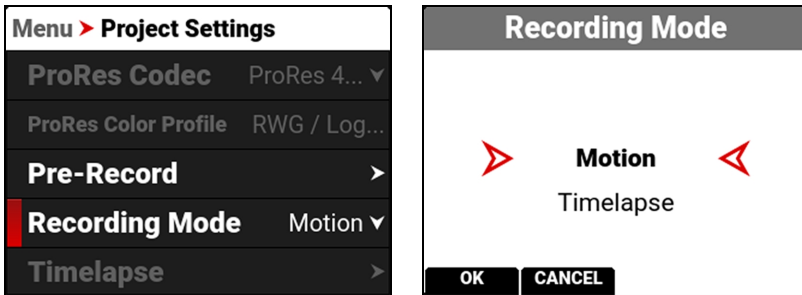 Menu > Project Settings
ProRes Codec ProRes 4...
ProRes Color Profile RWG / Log...
Pre-Record
Recording Mode Motion
Timelapse
Recording Mode
Motion
Timelapse
OK CANCEL